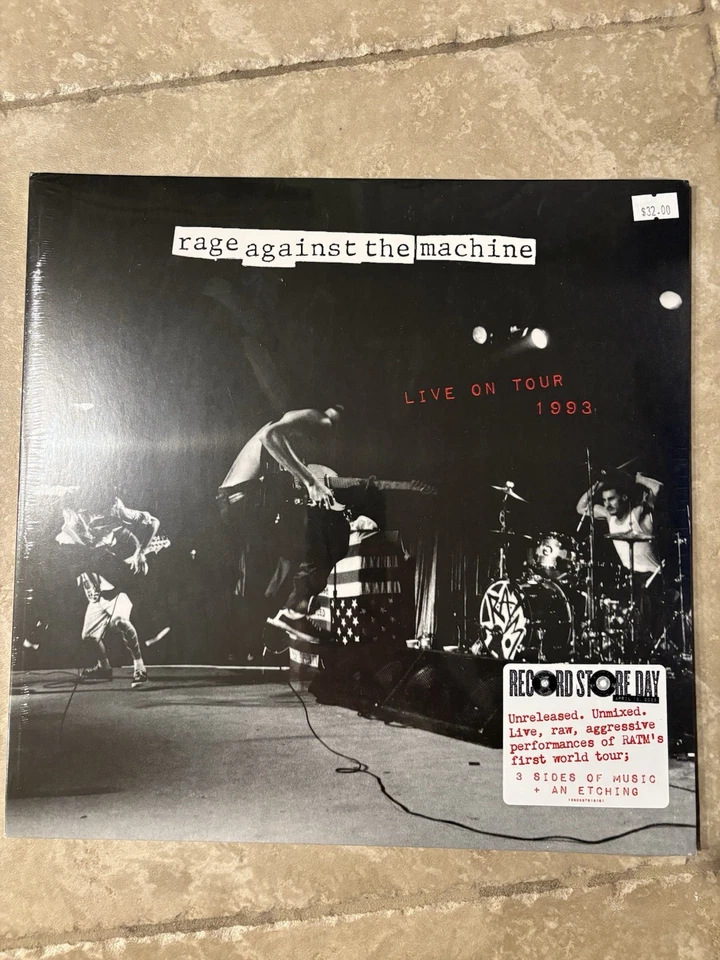 $32.00
rage against the machine
LIVE ON TOUR
1993
RECORD STORE DAY
Unreleased. Unmixed.
Live, raw, aggressive
performances of RATM's
first world tour;
3 SIDES OF MUSIC
+ AN ETCHING